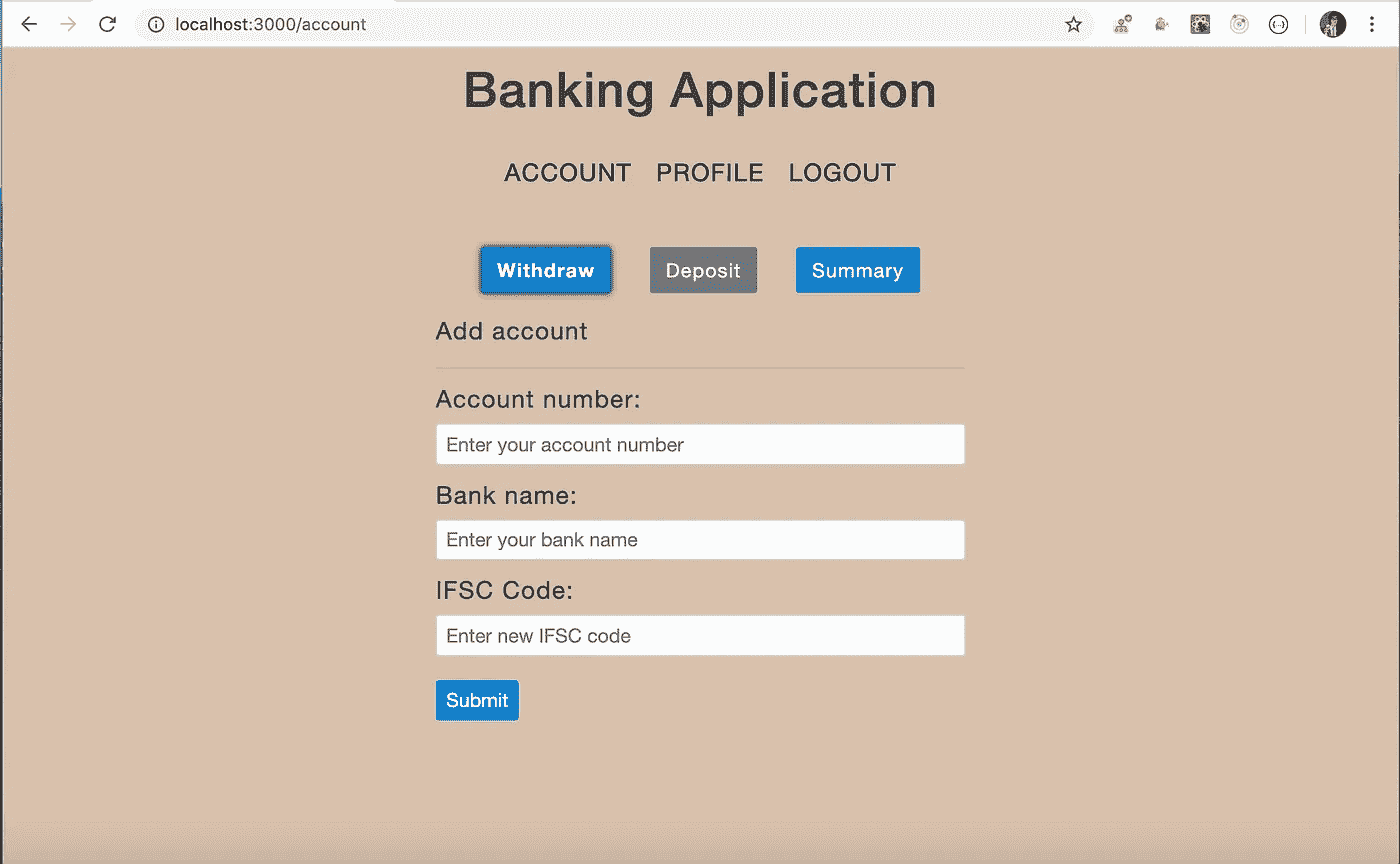 localhost:3000/account
Banking Application
ACCOUNT PROFILE LOGOUT
Withdraw Deposit Summary
Add account
Account number:
Enter your account number
Bank name:
Enter your bank name
IFSC Code:
Enter new IFSC code
Submit